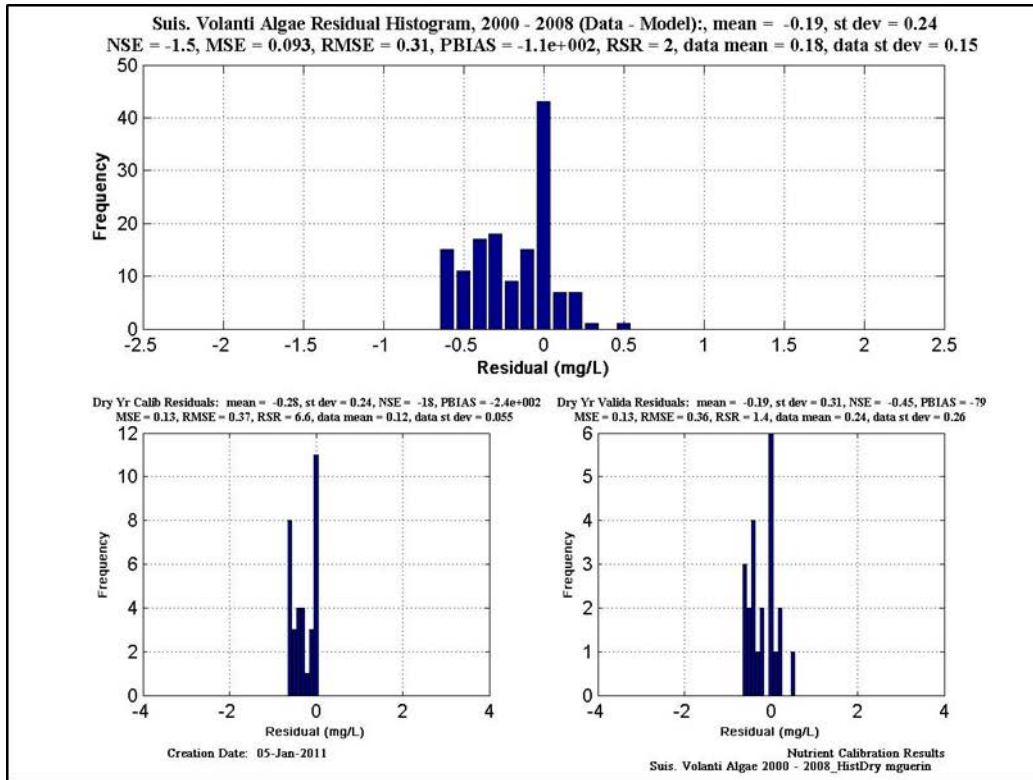 Suis. Volanti Algae Residual Histogram, 2000 - 2008 (Data - Model):, mean = -0.19, st dev = 0.24
NSE = -1.5, MSE = 0.093, RMSE = 0.31, PBIAS = -1.1e+002, RSR = 2, data mean = 0.18, data st dev = 0.15
50
40
30
20
10
0
Frequency
-2.5 -2 -1.5 -1 -0.5 0 0.5 1 1.5 2 2.5
Residual (mg/L)
Dry Yr Calib Residuals: mean = -0.28, st dev = 0.24, NSE = -18, PBIAS = -2.4e+002
MSE = 0.13, RMSE = 0.37, RSR = 6.6, data mean = 0.12, data st dev = 0.055
12
10
8
6
4
2
0
Frequency
-4 -2 0 2 4
Residual (mg/L)
Dry Yr Valida Residuals: mean = -0.19, st dev = 0.31, NSE = -0.45, PBIAS = -79
MSE = 0.13, RMSE = 0.36, RSR = 1.4, data mean = 0.24, data st dev = 0.26
6
5
4
3
2
1
0
Frequency
-4 -2 0 2 4
Residual (mg/L)
Creation Date: 05-Jan-2011
Nutrient Calibration Results
Suis. Volanti Algae 2000 - 2008_HistDry mguerin